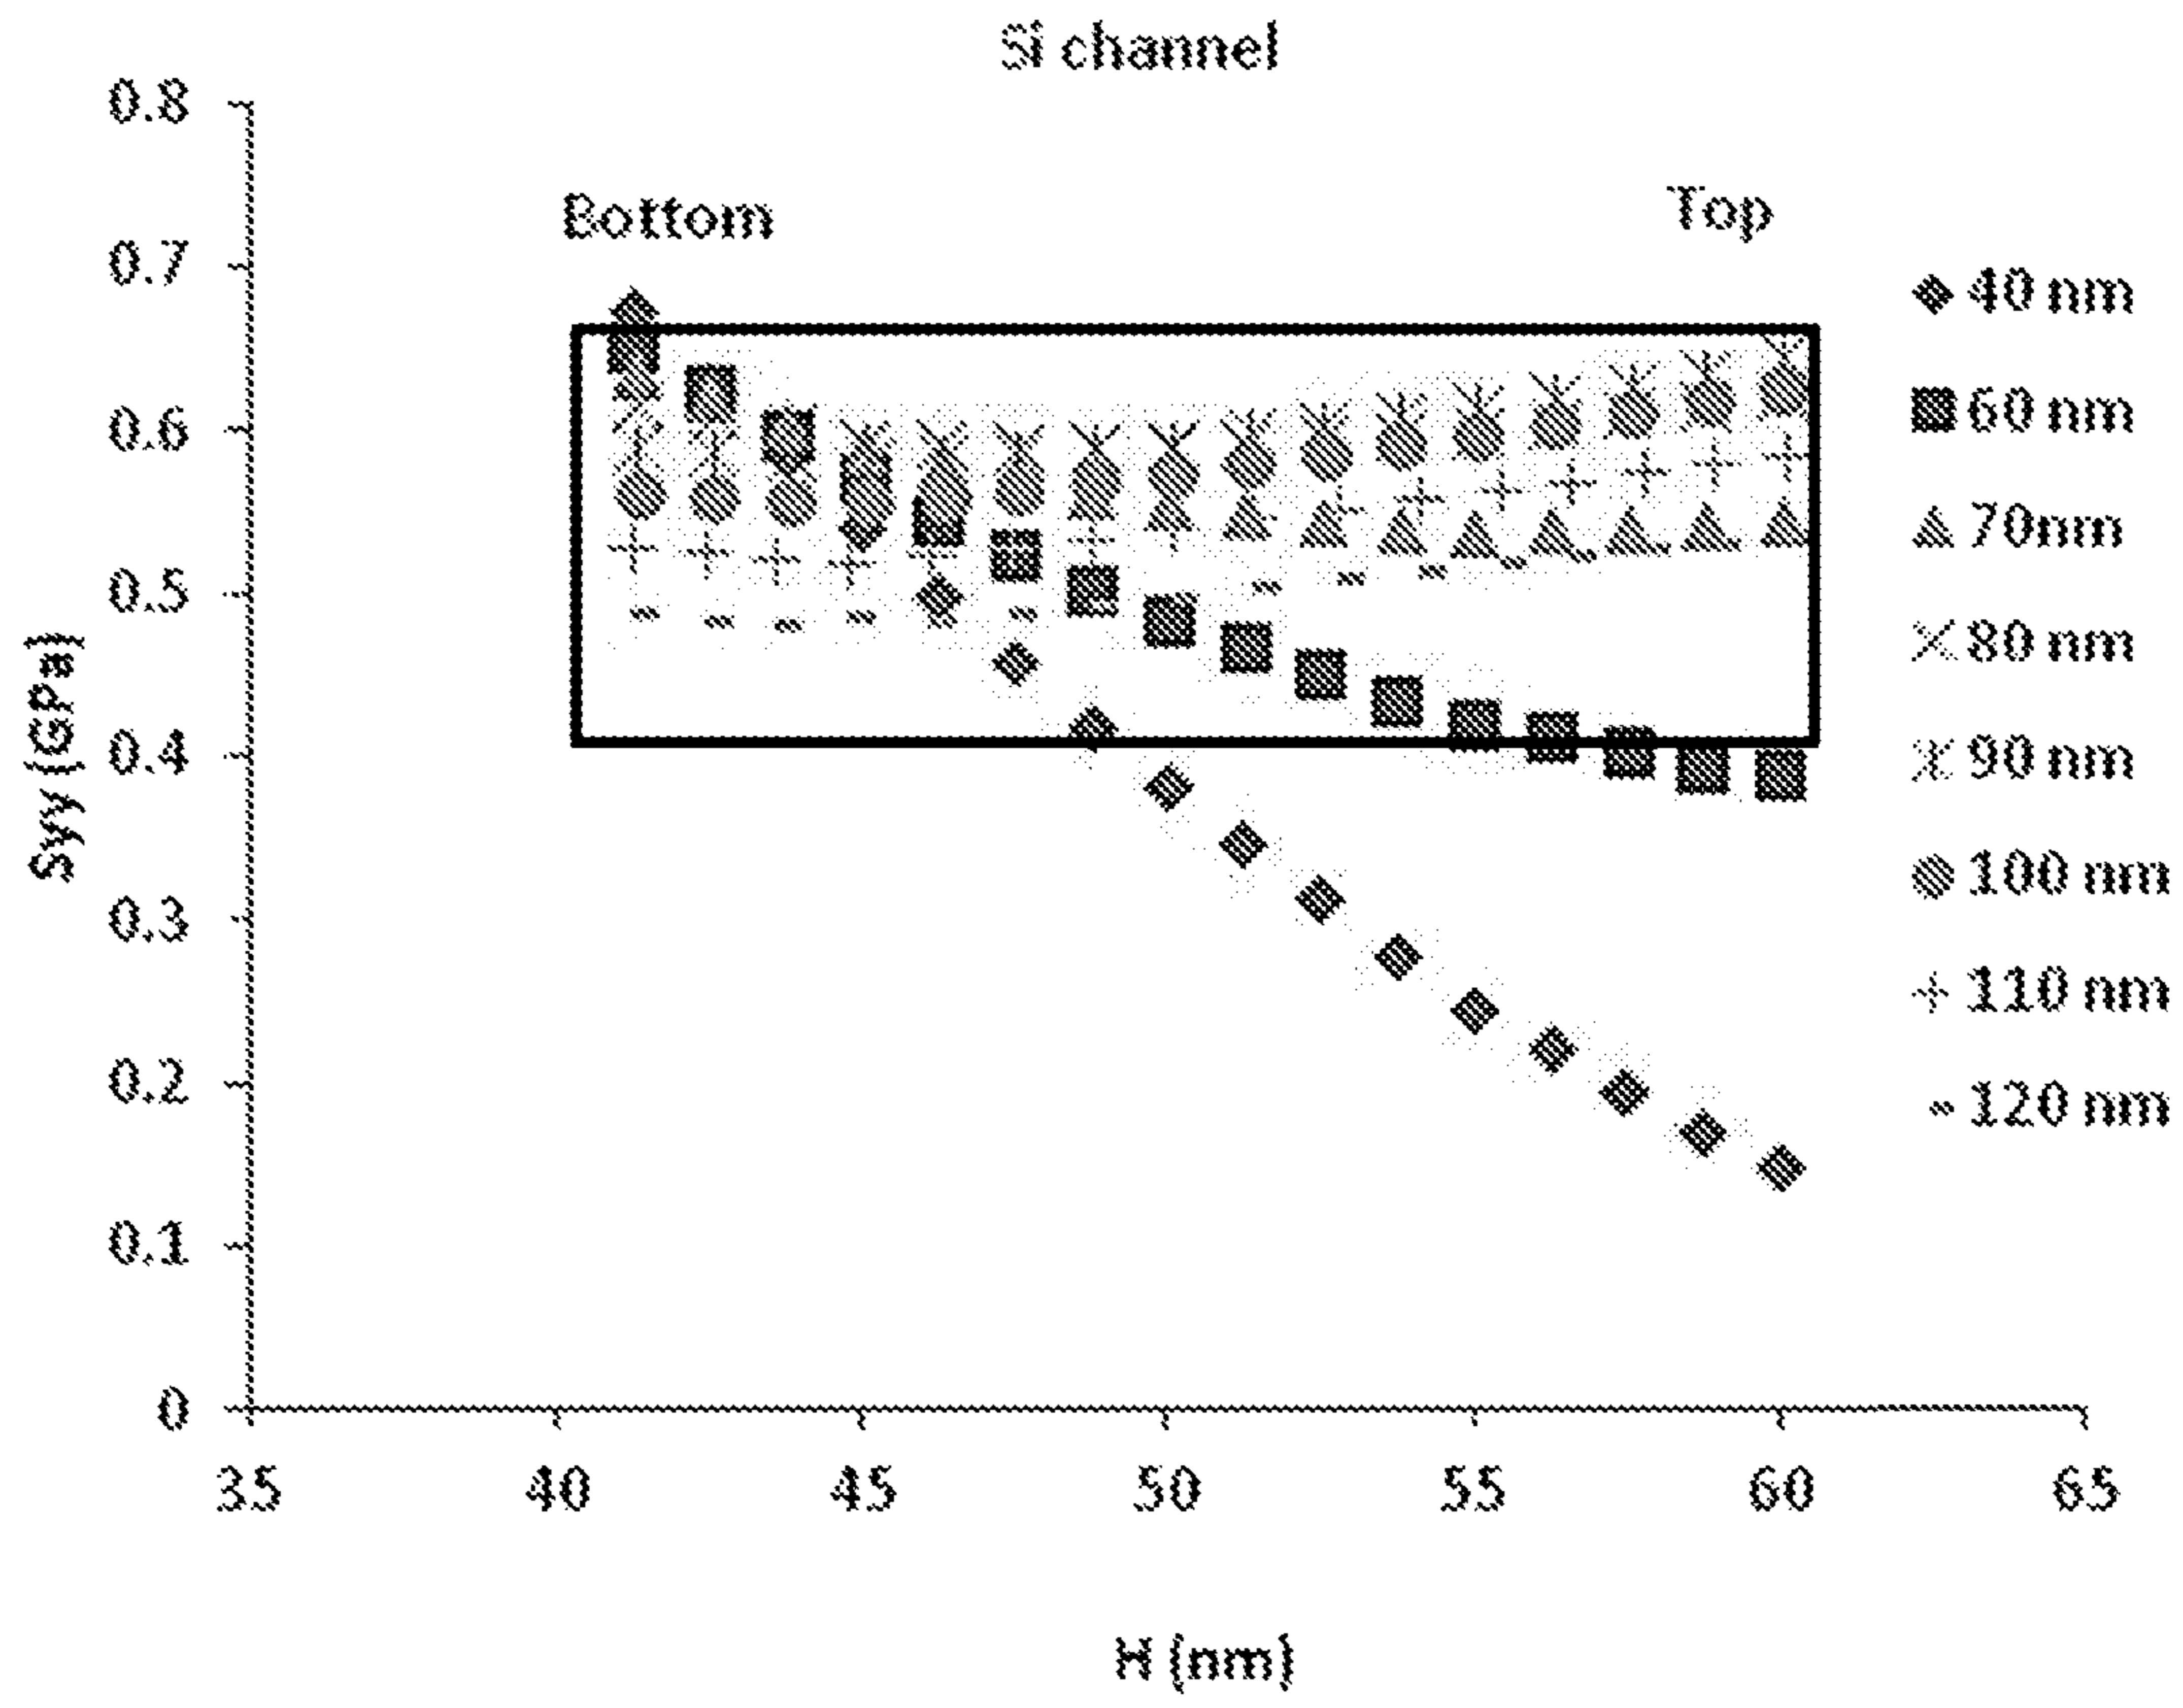 Si channel
0.8
0.7
0.6
0.5
0.4
0.3
0.2
0.1
0
Syy (GPa)
Bottom
Top
40 nm
60 nm
70nm
80 nm
90 nm
100 nm
110 nm
120 nm
35 40 45 50 55 60 65
H (nm)